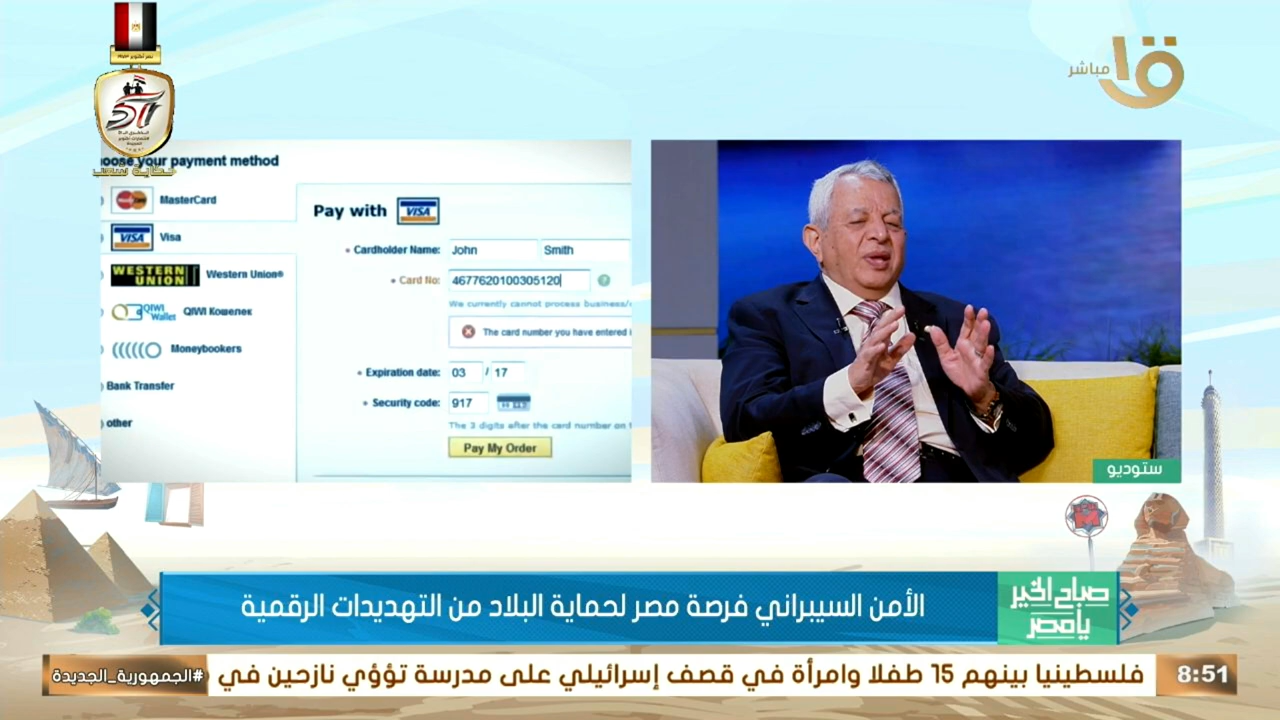 مباشر
hoose your payment method
MasterCard
VISA
Visa
WESTERN UNION
Western Union®
QIWI Wallet
QIWI Кошелек
Moneybookers
Bank Transfer
other
Pay with VISA
Cardholder Name: John Smith
Card No: 4677620100305120
We currently cannot process business/
The card number you have entered i
Expiration date: 03 / 17
Security code: 917
The 3 digits after the card number on
Pay My Order
ستوديو
صباح الخير يا مصر
الأمن السيبراني فرصة مصر لحماية البلاد من التهديدات الرقمية
8:51
فلسطينيا بينهم 15 طفلا وامرأة في قصف إسرائيلي على مدرسة تؤؤي نازحين في
#الجمهورية_الجديدة